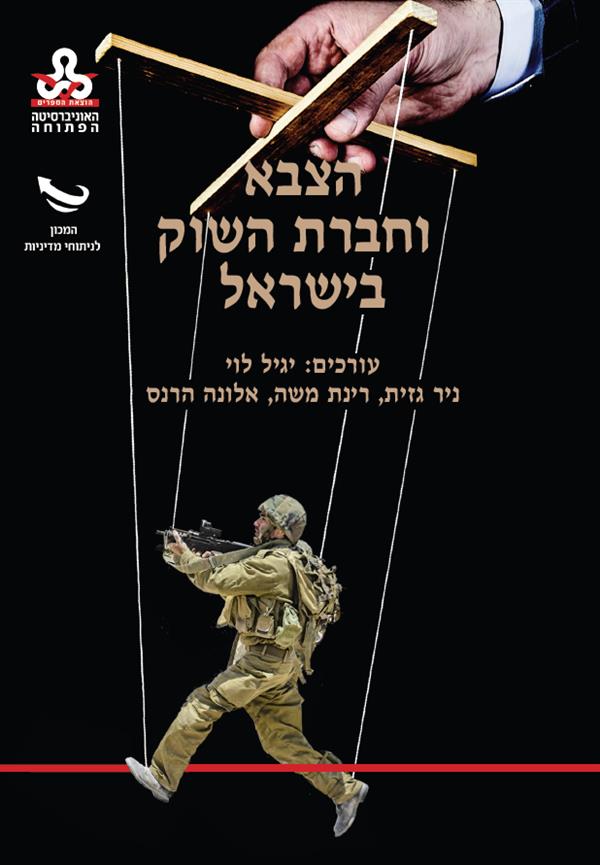 הוצאת הספרים
האוניברסיטה
הפתוחה
המכון
לניתוחי מדיניות
הצבא
וחברת השוק
בישראל
עורכים: יגיל לוי
ניר גזית, רינת משה, אלונה הרנס